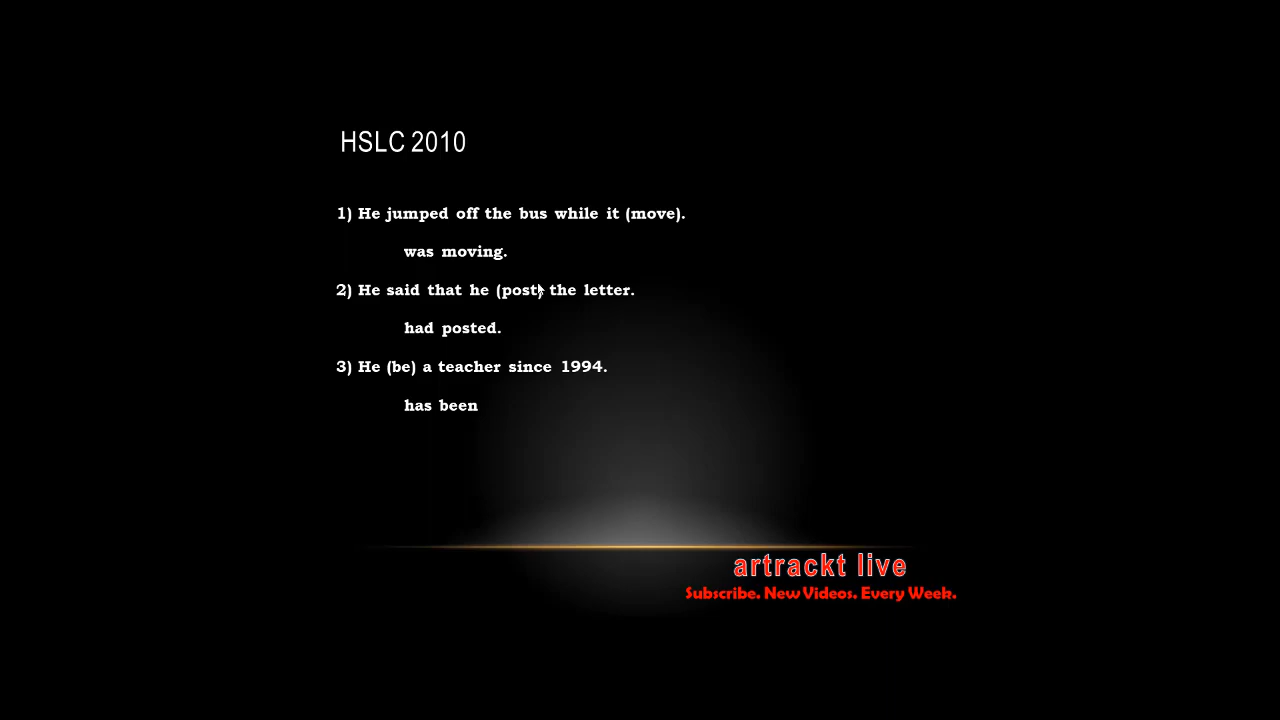 HSLC 2010
1) He jumped off the bus while it (move).
was moving.
2) He said that he (post) the letter.
had posted.
3) He (be) a teacher since 1994.
has been
artrackt live
Subscribe. New Videos. Every Week.